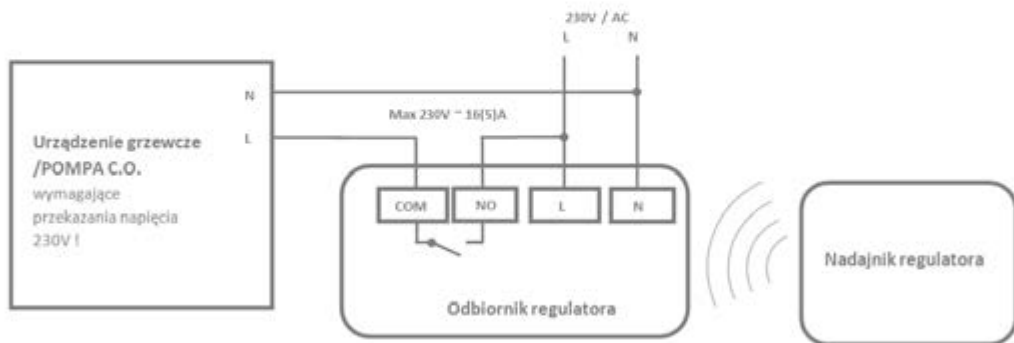 230V / AC
L N
N
Max 230V ~ 16(5)A
L
Urządzenie grzewcze
/POMPA C.O.
wymagające
przekazania napięcia
230V !
COM NO L N
Nadajnik regulatora
Odbiornik regulatora